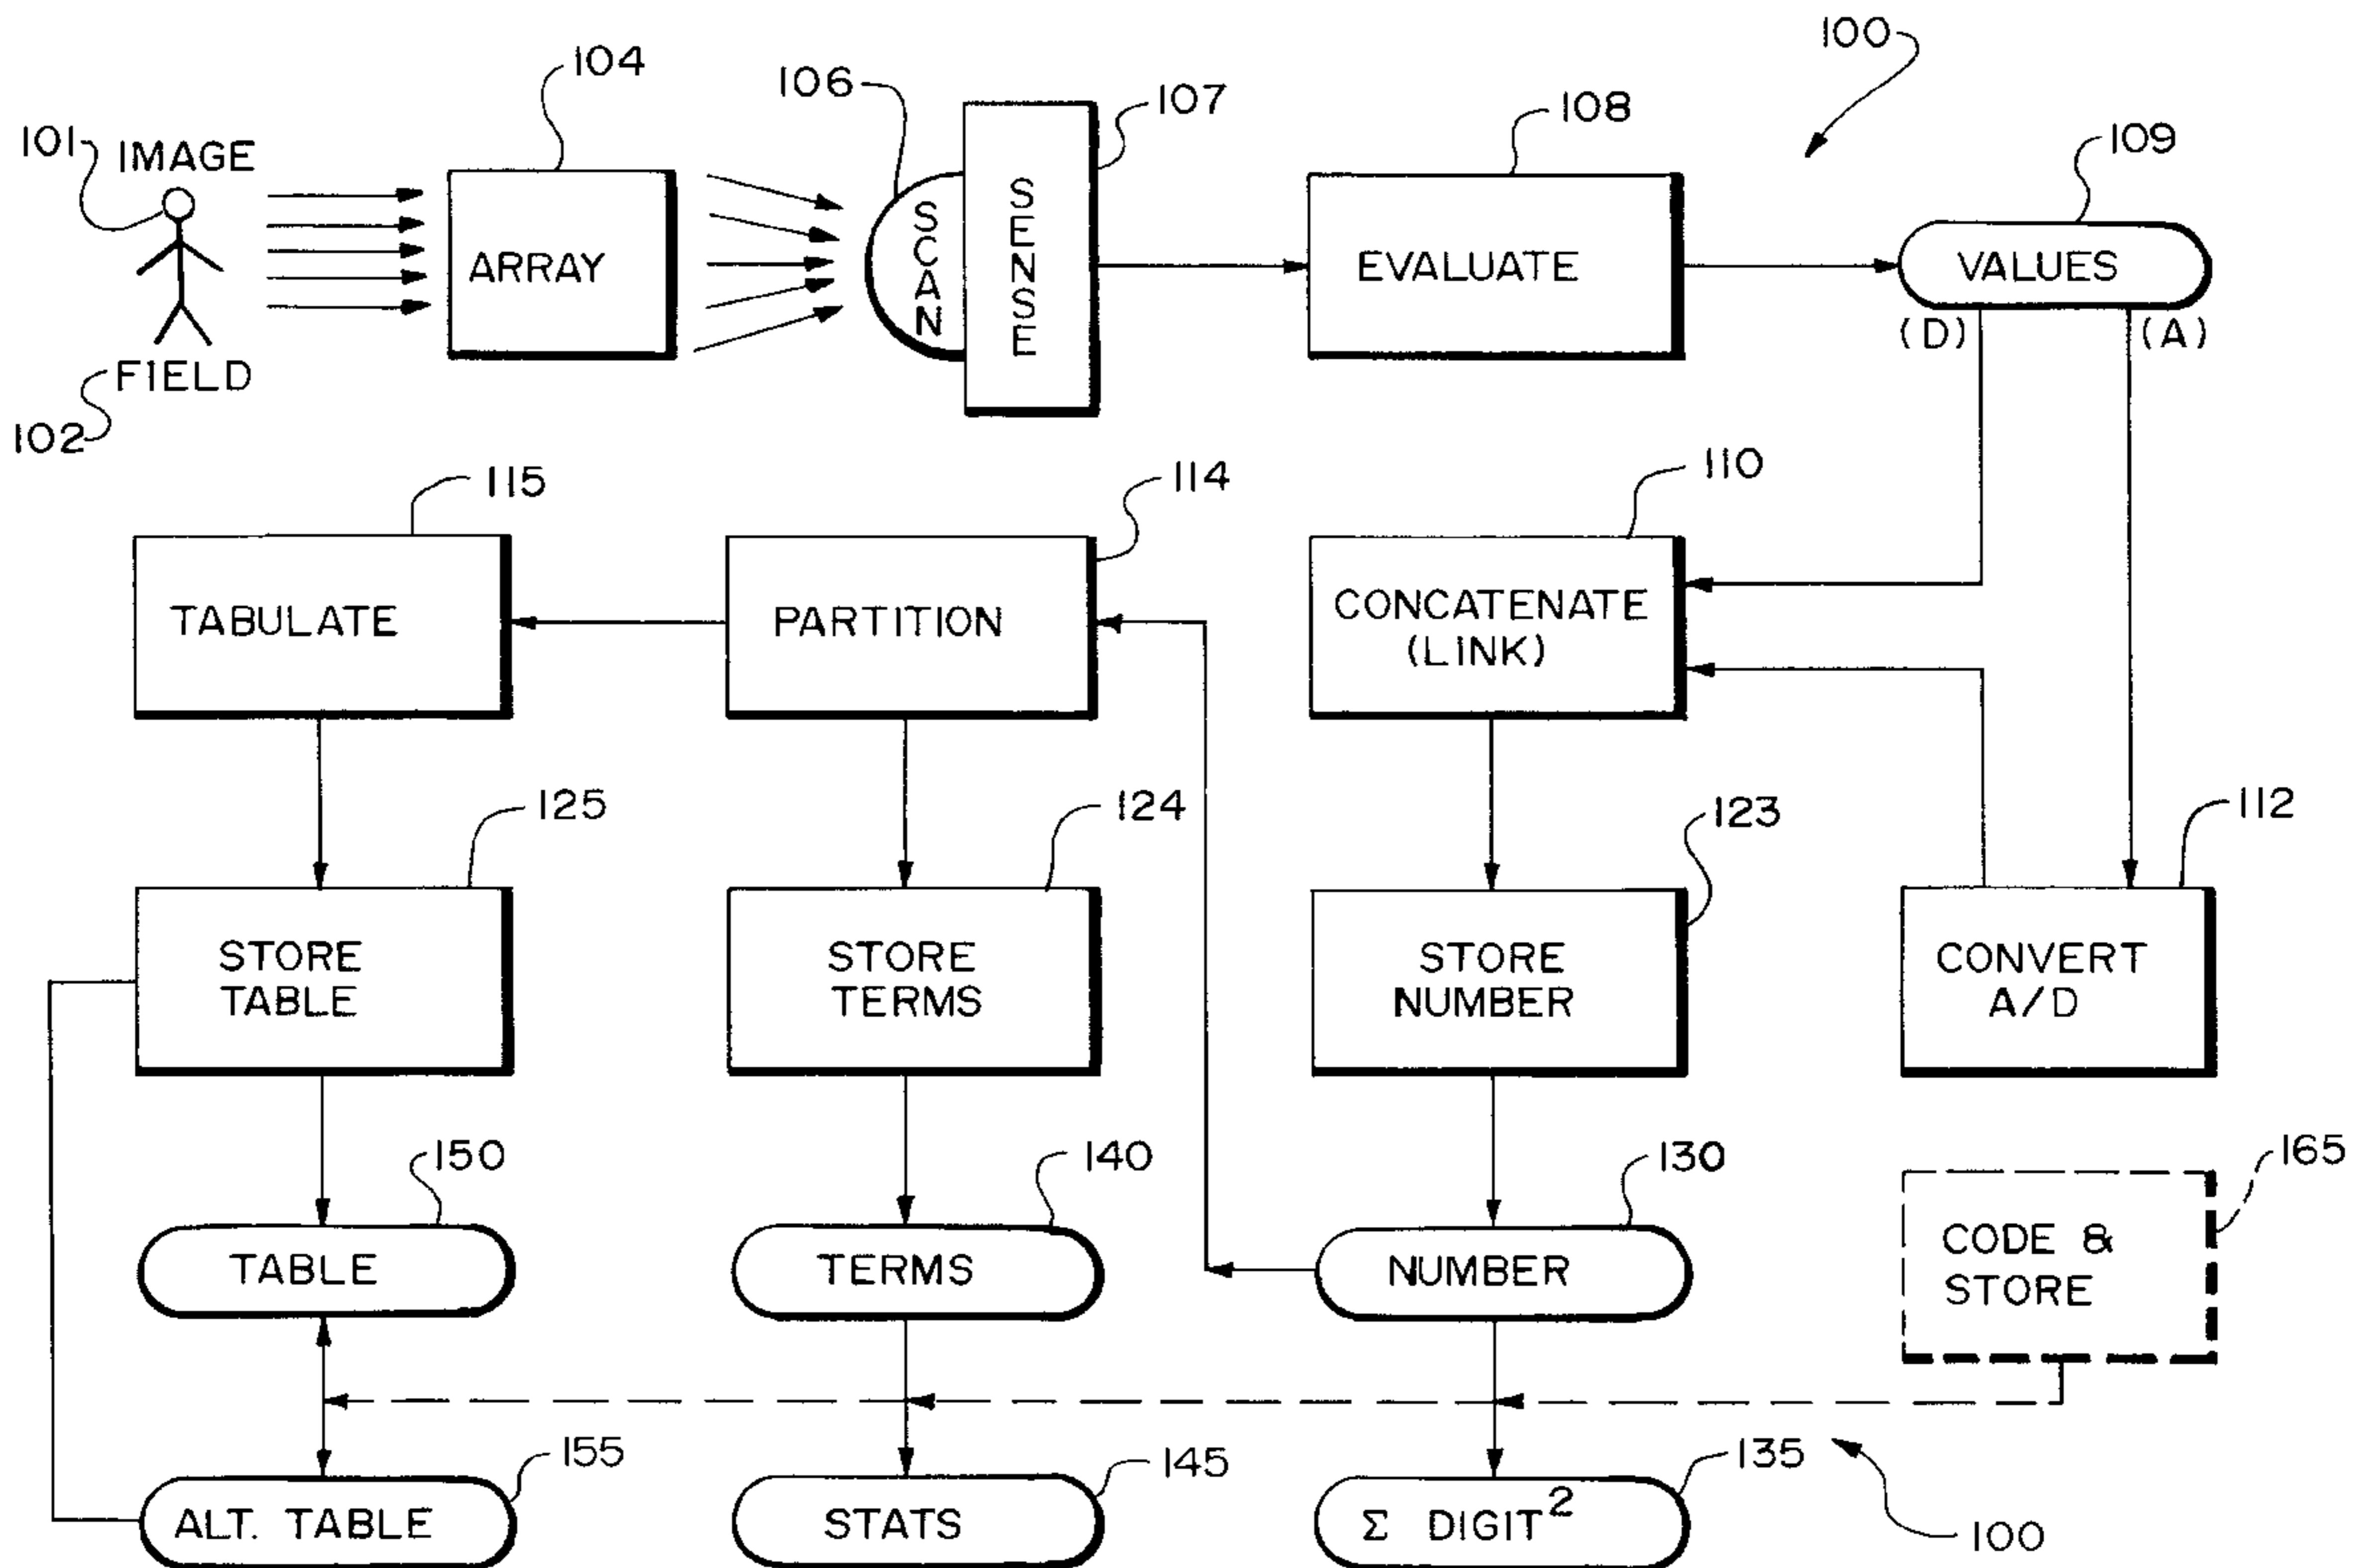 100
104
106
107
108
109
101
IMAGE
SCAN
SENSE
ARRAY
EVALUATE
VALUES
(D)
(A)
FIELD
102
115
114
110
TABULATE
PARTITION
CONCATENATE
(LINK)
125
124
123
112
STORE
TABLE
STORE
TERMS
STORE
NUMBER
CONVERT
A/D
150
140
130
165
TABLE
TERMS
NUMBER
CODE &
STORE
155
145
135
100
ALT. TABLE
STATS
Σ DIGIT²